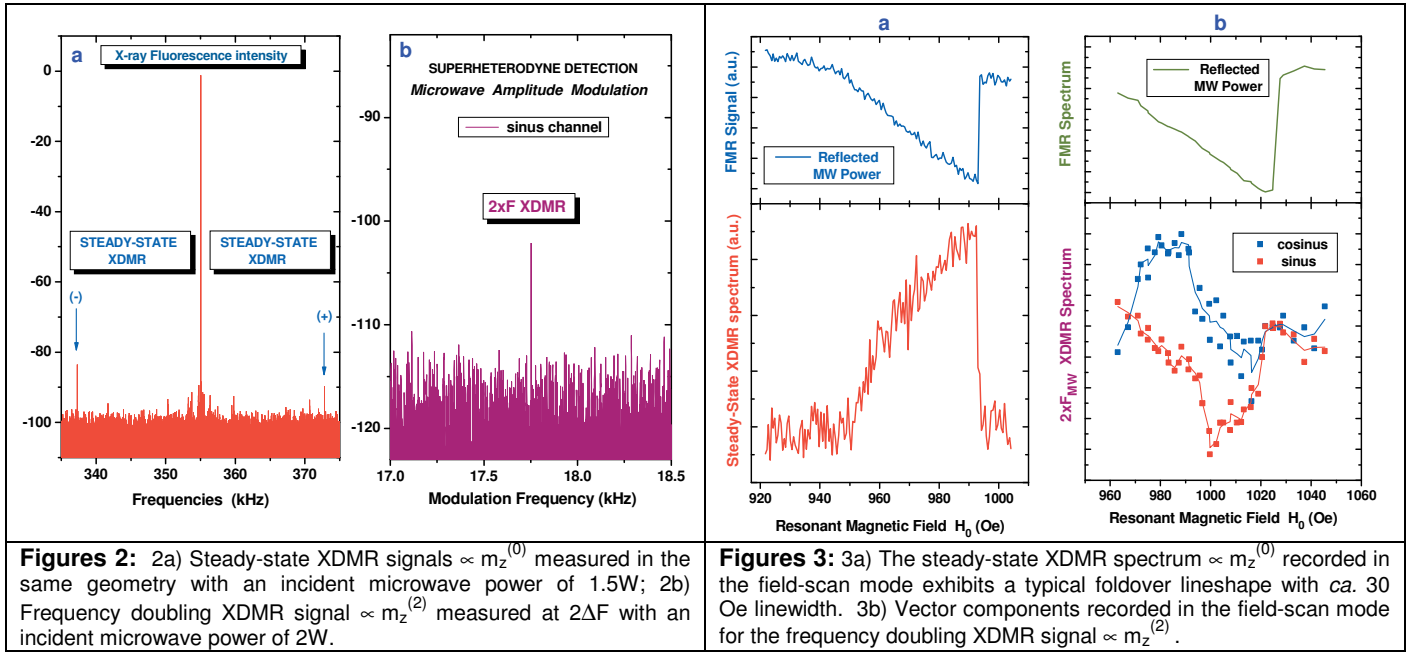 a
X-ray Fluorescence intensity
0
-20
-40
-60
-80
-100
STEADY-STATE
XDMR
STEADY-STATE
XDMR
(-)
(+)
340
350
360
370
Frequencies (kHz)
b
SUPERHETERODYNE DETECTION
Microwave Amplitude Modulation
sinus channel
2xF XDMR
-90
-100
-110
-120
17.0
17.5
18.0
18.5
Modulation Frequency (kHz)
Figures 2: 2a) Steady-state XDMR signals ∝ mz(0) measured in the
same geometry with an incident microwave power of 1.5W; 2b)
Frequency doubling XDMR signal ∝ mz(2) measured at 2ΔF with an
incident microwave power of 2W.
a
FMR Signal (a.u.)
Reflected
MW Power
Steady-State XDMR spectrum (a.u.)
920
940
960
980
1000
Resonant Magnetic Field H0 (Oe)
b
FMR Spectrum
Reflected
MW Power
2xFMW XDMR Spectrum
cosinus
sinus
960
980
1000
1020
1040
1060
Resonant Magnetic Field H0 (Oe)
Figures 3: 3a) The steady-state XDMR spectrum ∝ mz(0) recorded in
the field-scan mode exhibits a typical foldover lineshape with ca. 30
Oe linewidth. 3b) Vector components recorded in the field-scan mode
for the frequency doubling XDMR signal ∝ mz(2) .